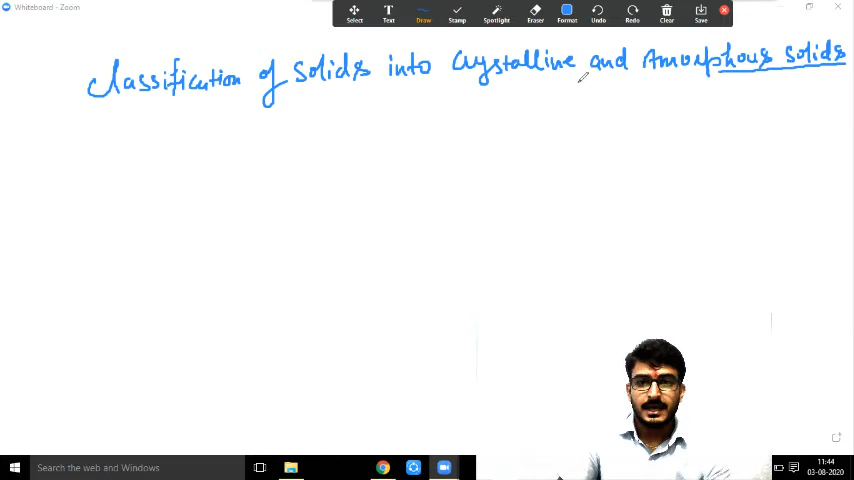 Whiteboard - Zoom
Select
Text
Draw
Stamp
Spotlight
Eraser
Format
Undo
Redo
Clear
Save
Classification of Solids into Crystalline and Amorphous Solids
Search the web and Windows
11:44
03-08-2020